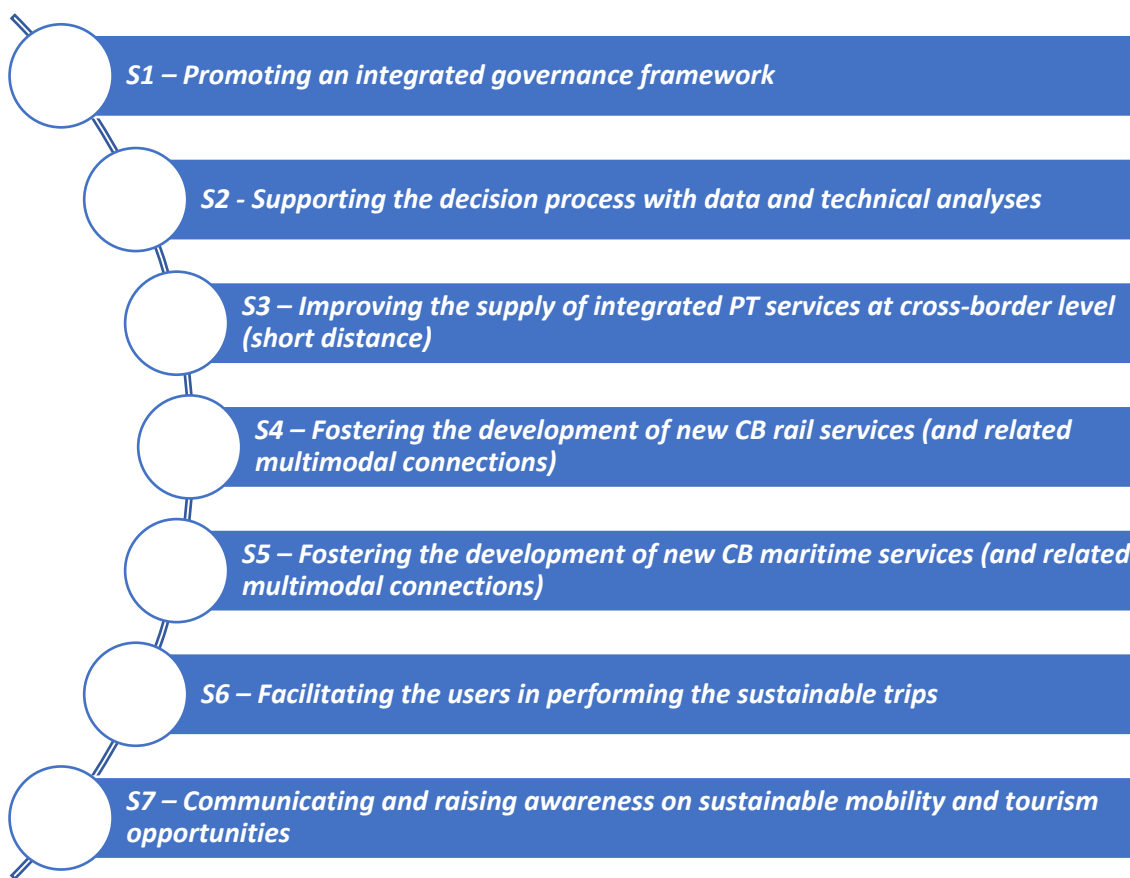 S1 – Promoting an integrated governance framework
S2 - Supporting the decision process with data and technical analyses
S3 – Improving the supply of integrated PT services at cross-border level
(short distance)
S4 – Fostering the development of new CB rail services (and related
multimodal connections)
S5 – Fostering the development of new CB maritime services (and related
multimodal connections)
S6 – Facilitating the users in performing the sustainable trips
S7 – Communicating and raising awareness on sustainable mobility and tourism
opportunities